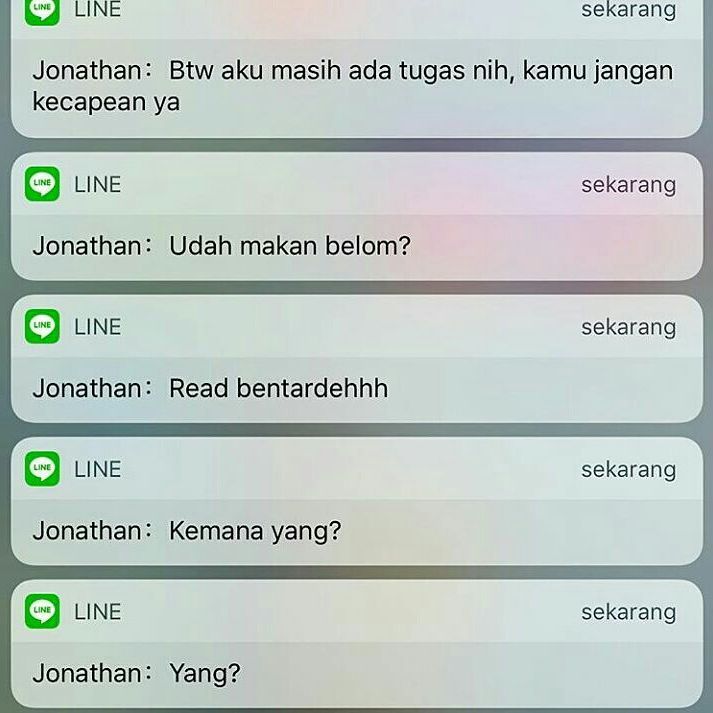 LINE sekarang
Jonathan: Btw aku masih ada tugas nih, kamu jangan
kecapean ya
LINE LINE sekarang
Jonathan: Udah makan belom?
LINE LINE sekarang
Jonathan: Read bentardehhh
LINE LINE sekarang
Jonathan: Kemana yang?
LINE LINE sekarang
Jonathan: Yang?